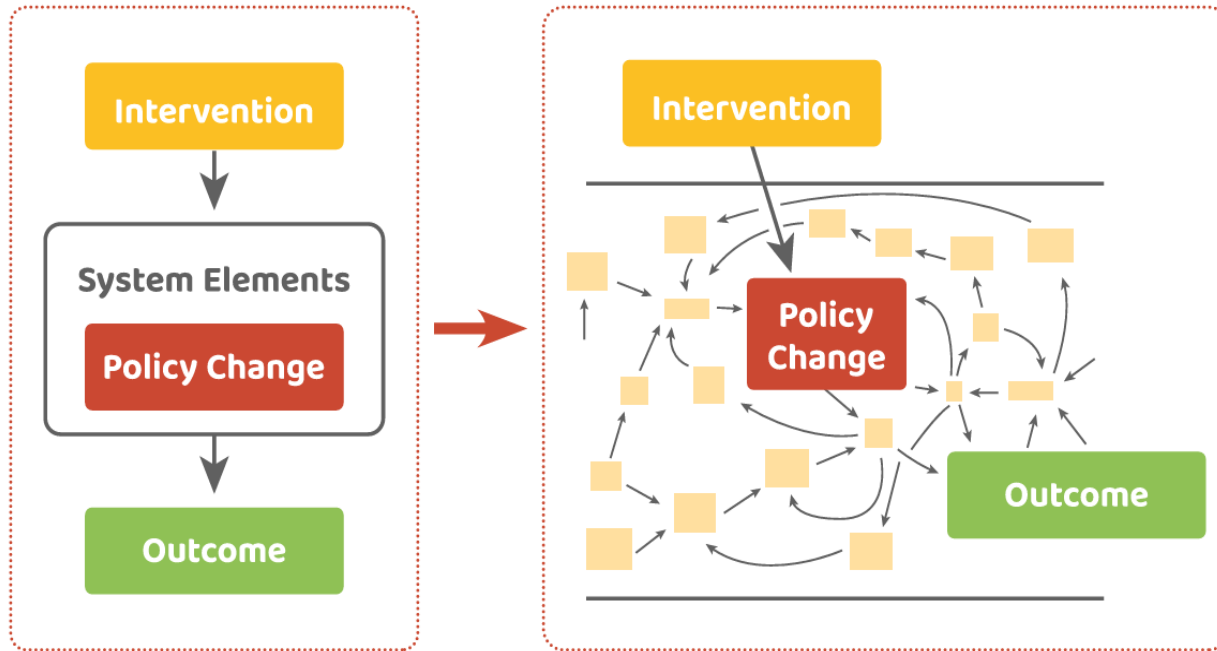 Intervention
System Elements
Policy Change
Outcome
Intervention
Policy
Change
Outcome